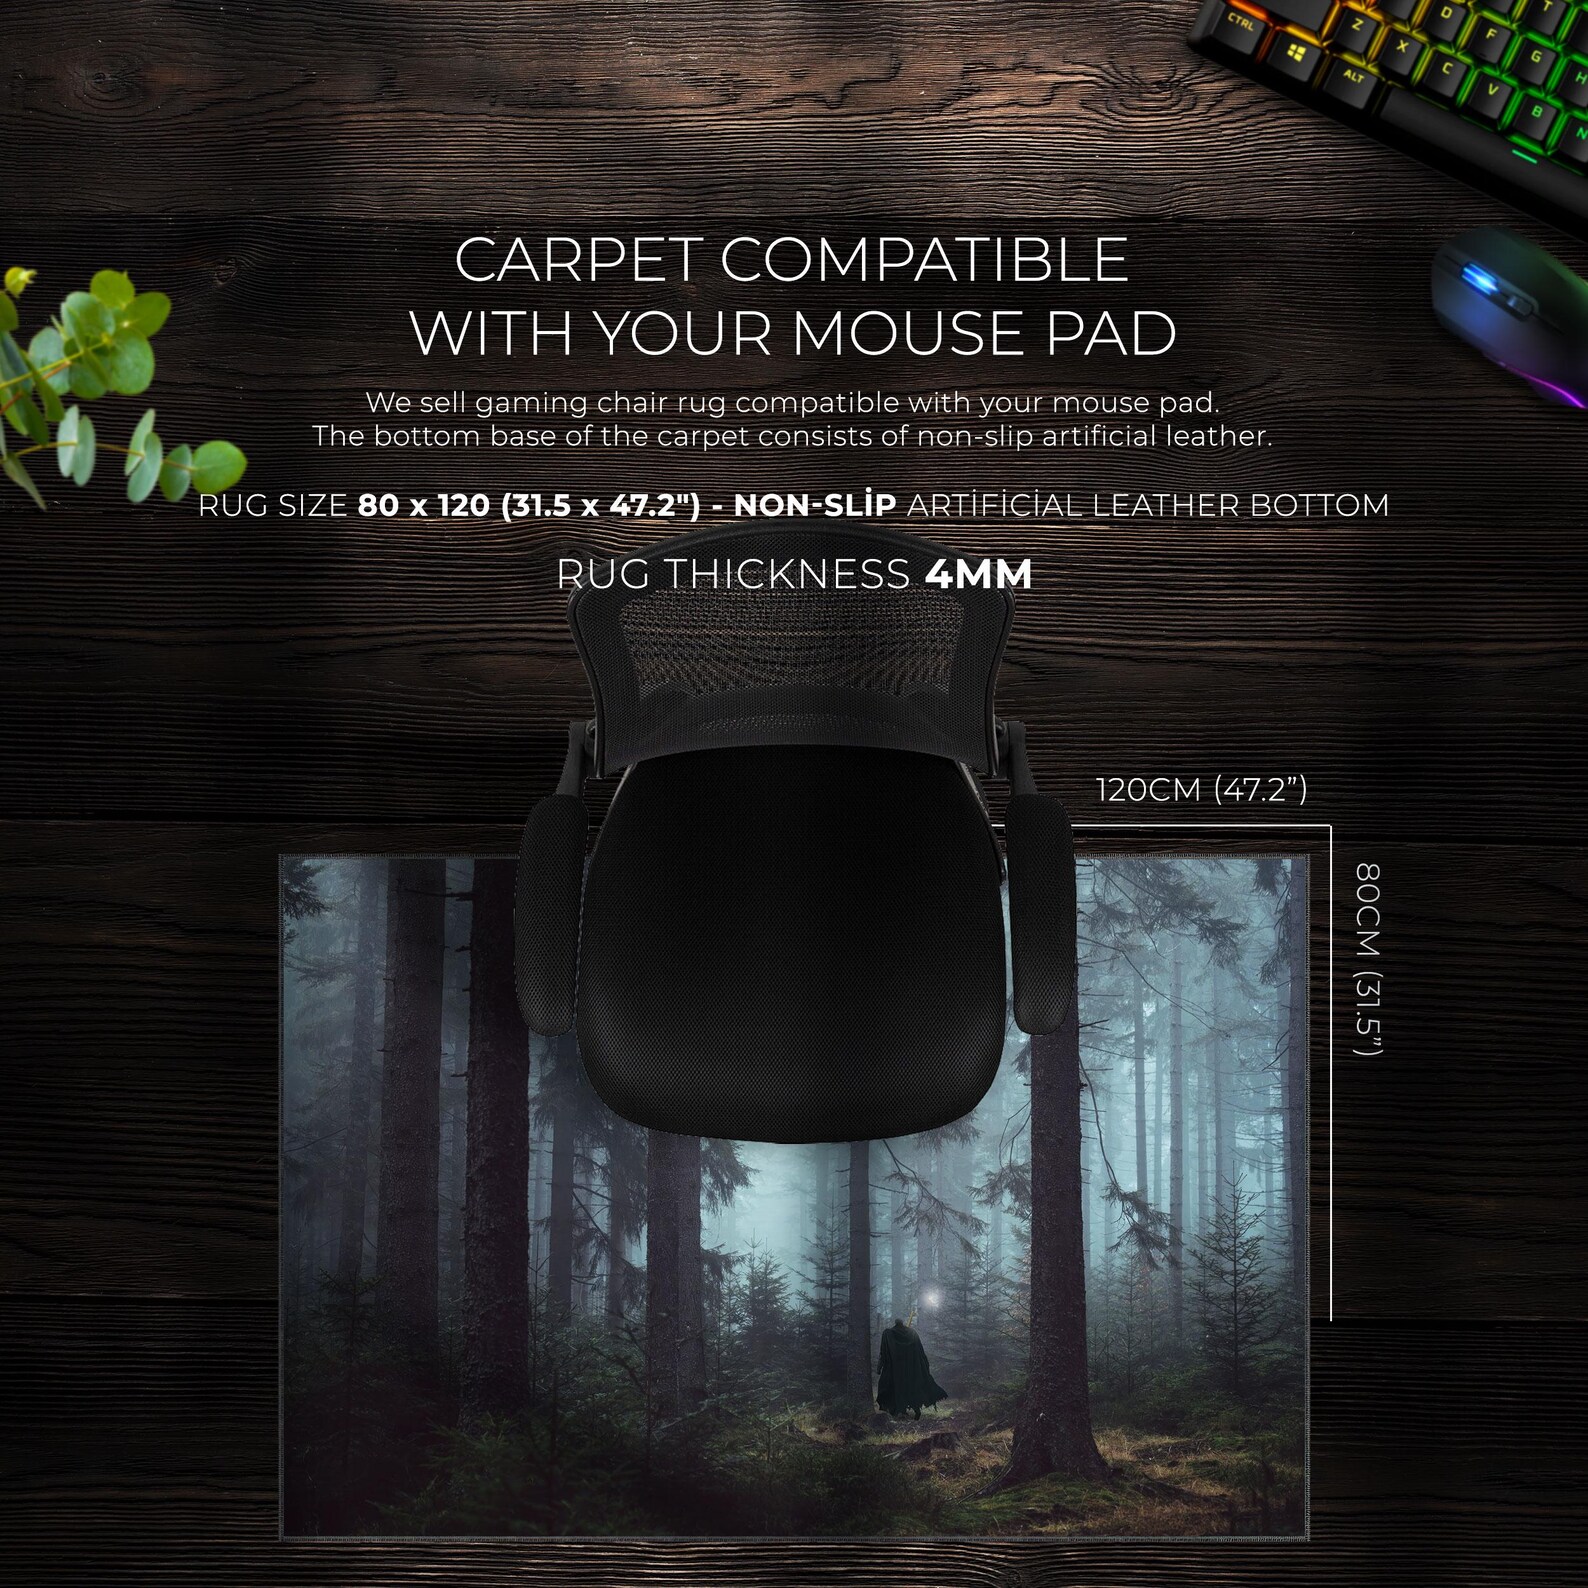 CTRL
ALT
Z
X
C
V
B
N
D
F
G
H
T
CARPET COMPATIBLE
WITH YOUR MOUSE PAD
We sell gaming chair rug compatible with your mouse pad.
The bottom base of the carpet consists of non-slip artificial leather.
RUG SIZE 80 x 120 (31.5 x 47.2") - NON-SLİP ARTİFİCİAL LEATHER BOTTOM
RUG THICKNESS 4MM
120CM (47.2”)
80CM (31.5”)